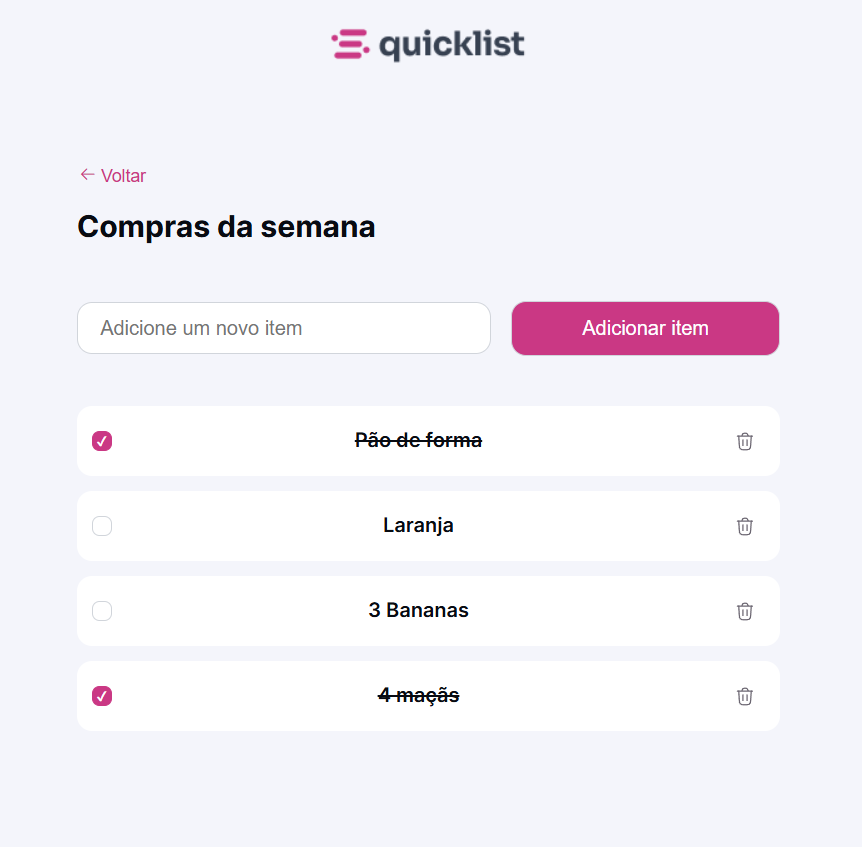 quicklist
Voltar
Compras da semana
Adicione um novo item
Adicionar item
Pão de forma
Laranja
3 Bananas
4 maçãs